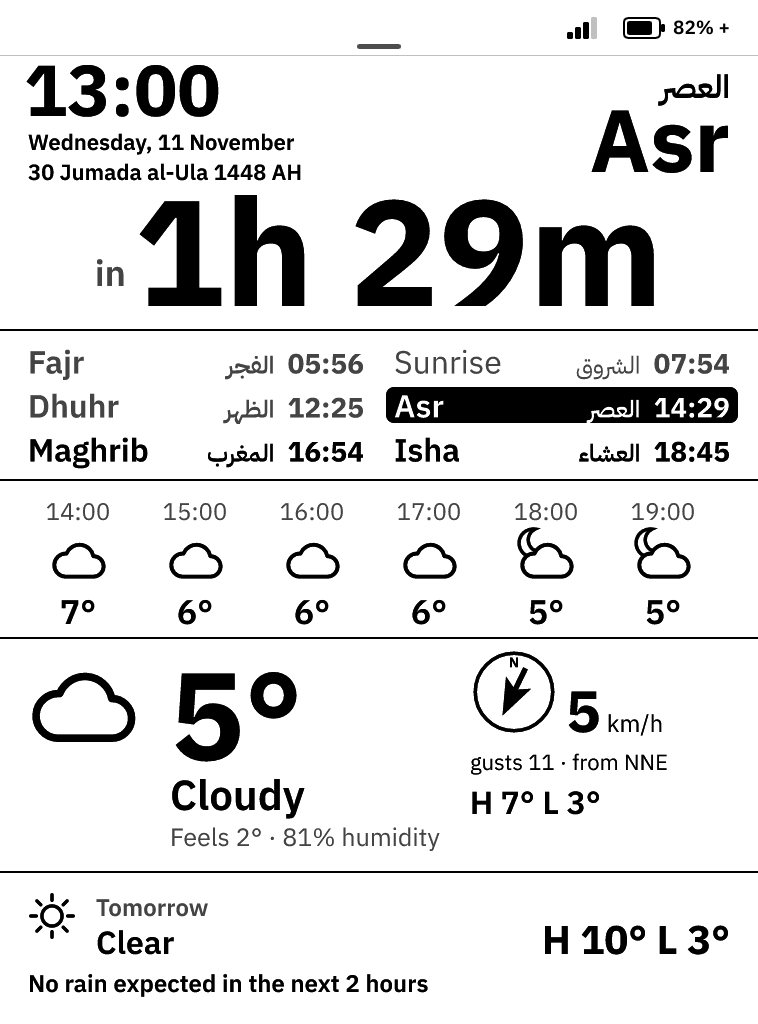 82% +
13:00
العصر
Wednesday, 11 November
Asr
30 Jumada al-Ula 1448 AH
in 1h 29m
Fajr الفجر 05:56 Sunrise الشروق 07:54
Dhuhr الظهر 12:25 Asr العصر 14:29
Maghrib المغرب 16:54 Isha العشاء 18:45
14:00 15:00 16:00 17:00 18:00 19:00
7° 6° 6° 6° 5° 5°
5°
N
5 km/h
gusts 11 · from NNE
Cloudy
H 7° L 3°
Feels 2° · 81% humidity
Tomorrow
Clear
H 10° L 3°
No rain expected in the next 2 hours